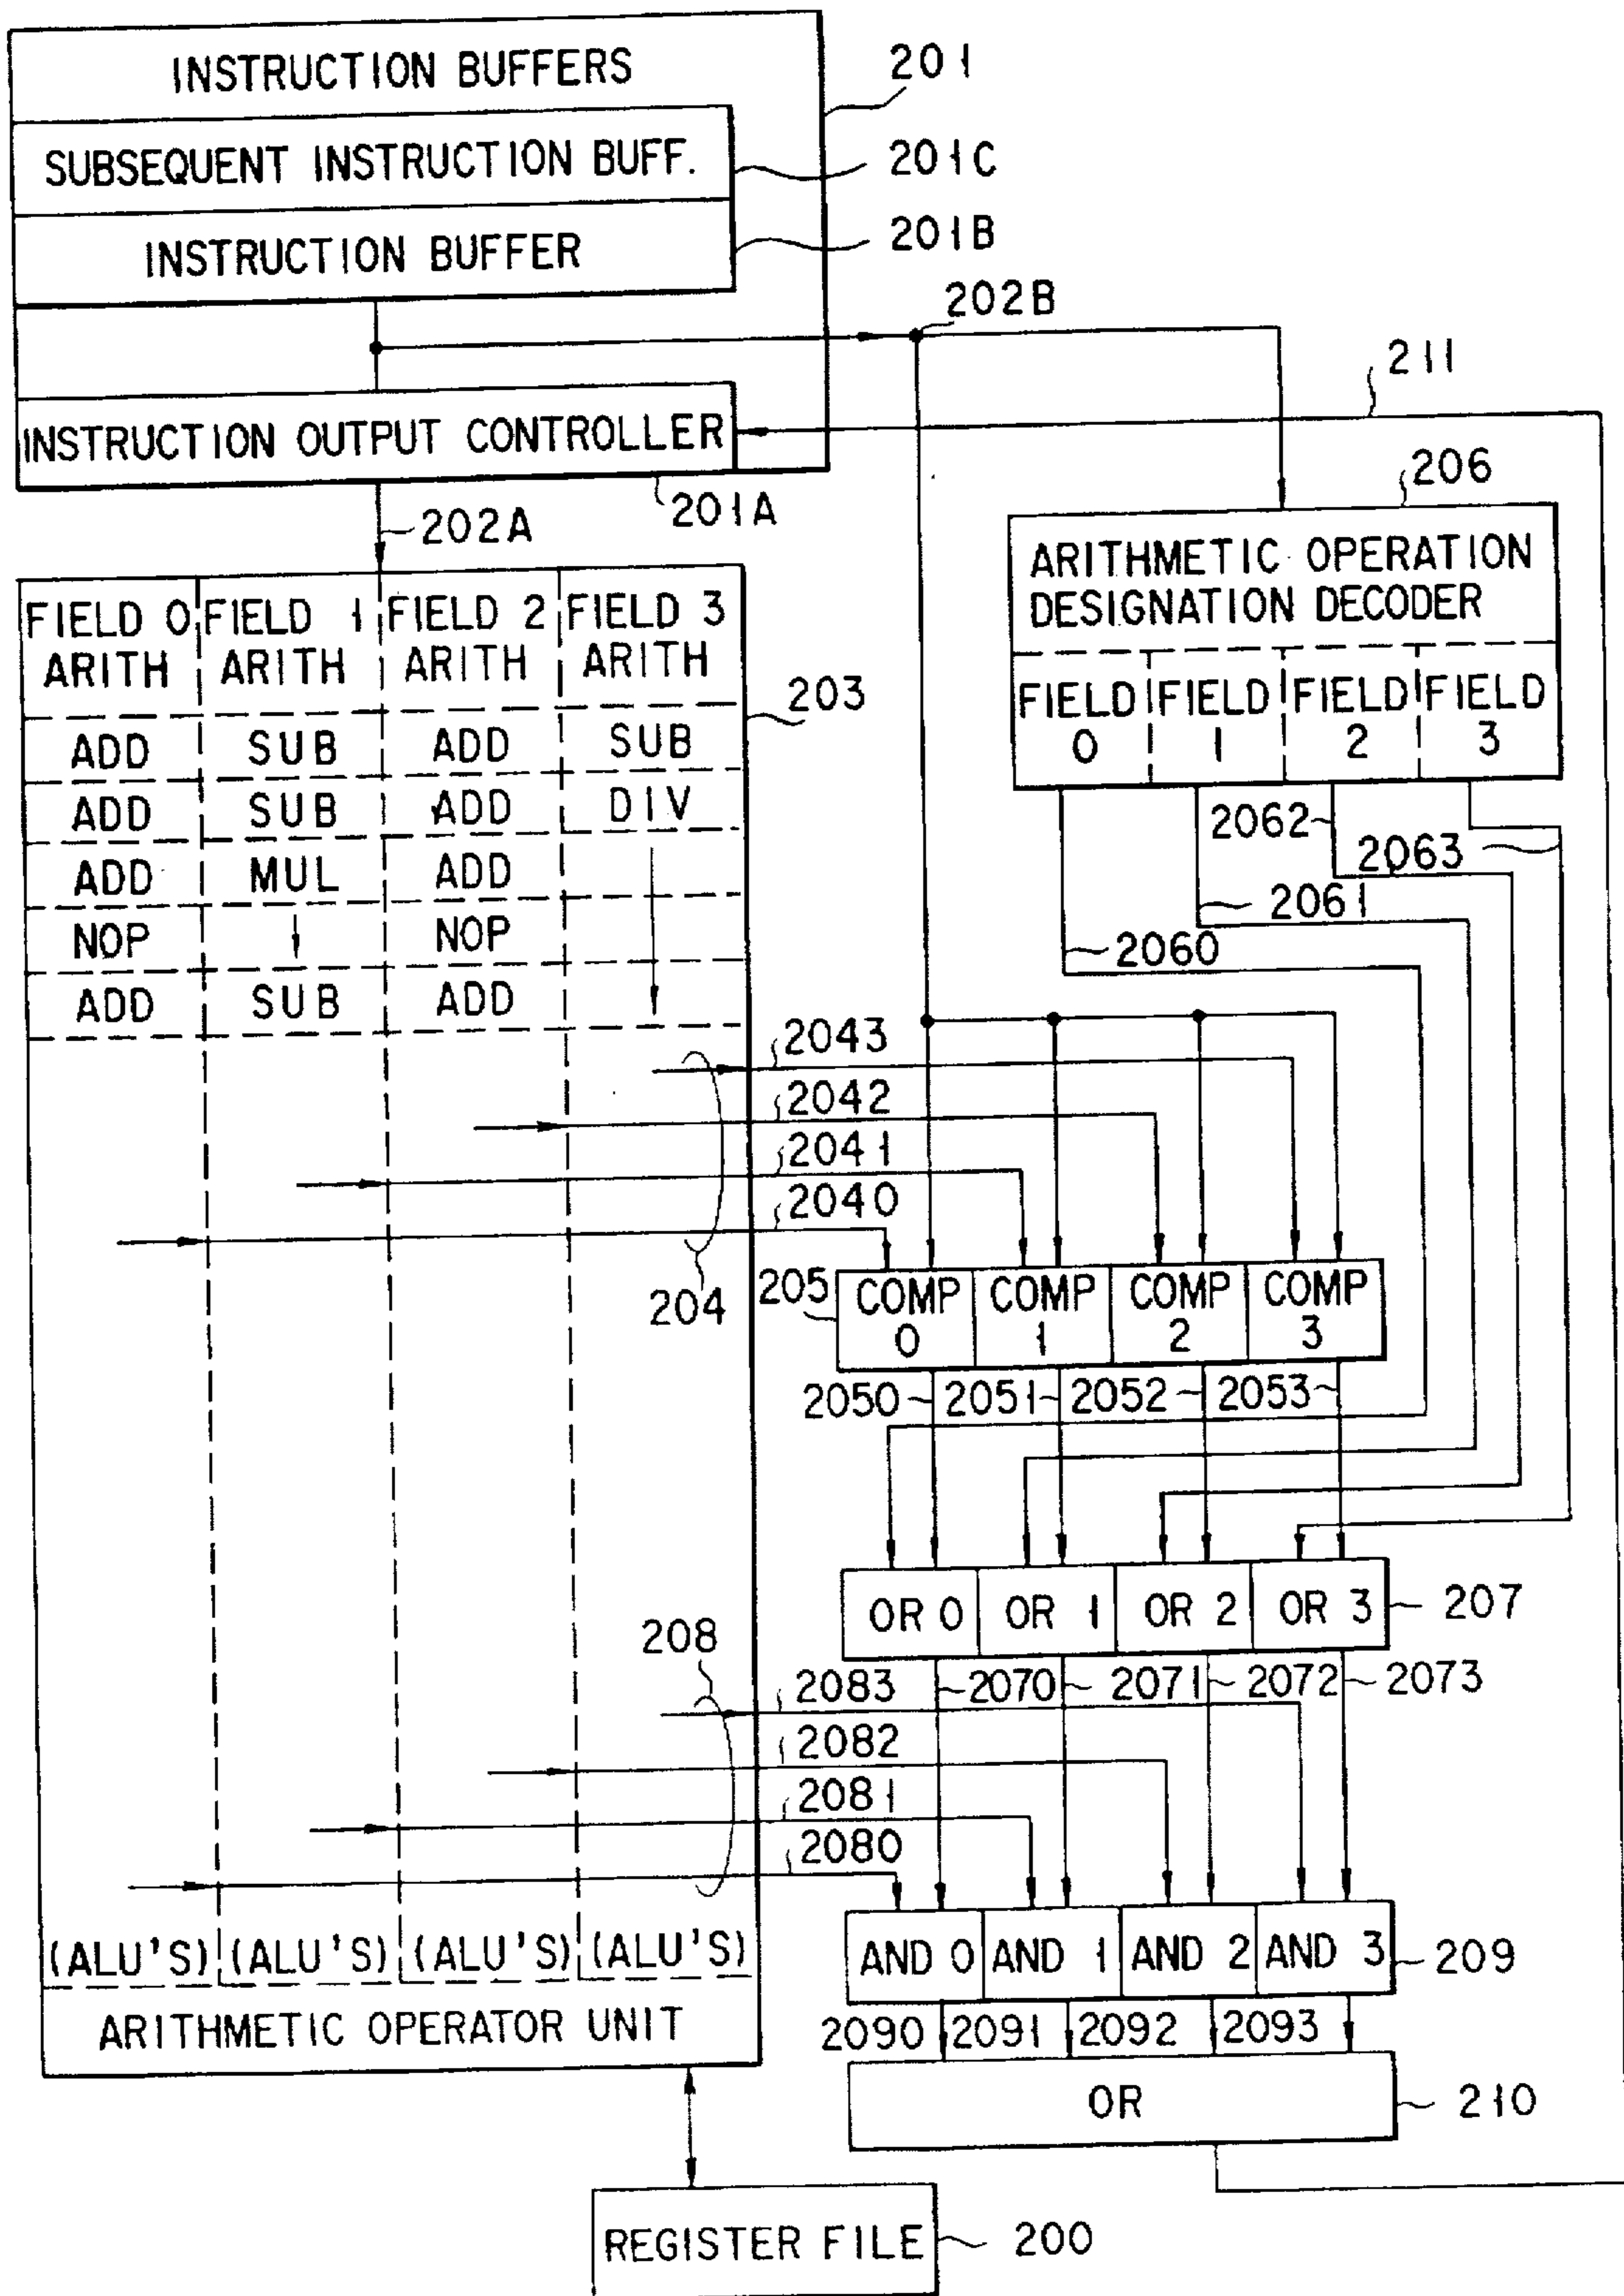 INSTRUCTION BUFFERS
201
SUBSEQUENT INSTRUCTION BUFF.
201C
INSTRUCTION BUFFER
201B
202B
211
INSTRUCTION OUTPUT CONTROLLER
201A
202A
206
ARITHMETIC OPERATION
DESIGNATION DECODER
FIELD 0 FIELD 1 FIELD 2 FIELD 3
FIELD 0 FIELD 1 FIELD 2 FIELD 3
ARITH ARITH ARITH ARITH
203
ADD SUB ADD SUB
ADD SUB ADD DIV
ADD MUL ADD
NOP NOP
ADD SUB ADD
2062
2063
2061
2060
2043
2042
2041
2040
204
205
COMP 0 COMP 1 COMP 2 COMP 3
2050 2051 2052 2053
OR 0 OR 1 OR 2 OR 3
207
208
2070 2071 2072 2073
2083
2082
2081
2080
(ALU'S) (ALU'S) (ALU'S) (ALU'S)
AND 0 AND 1 AND 2 AND 3
209
ARITHMETIC OPERATOR UNIT
2090 2091 2092 2093
OR
210
REGISTER FILE
200